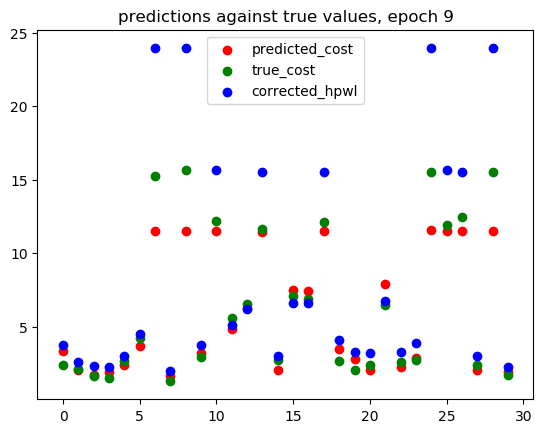 predictions against true values, epoch 9
predicted_cost
true_cost
corrected_hpwl
25
20
15
10
5
0 5 10 15 20 25 30